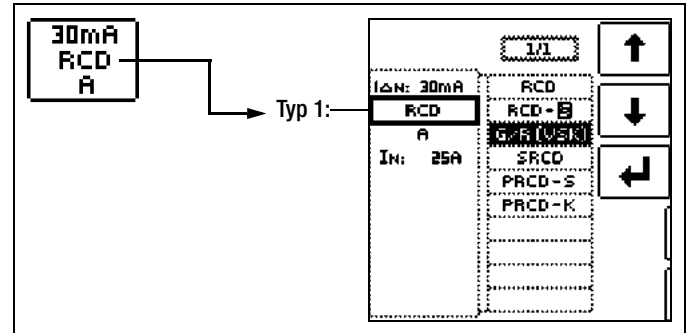 30mA
RCD
A
Typ 1:
1/1
IΔN: 30mA
RCD
A
IN: 25A
RCD
RCD-S
G/R (VSK)
SRCD
PRCD-S
PRCD-K